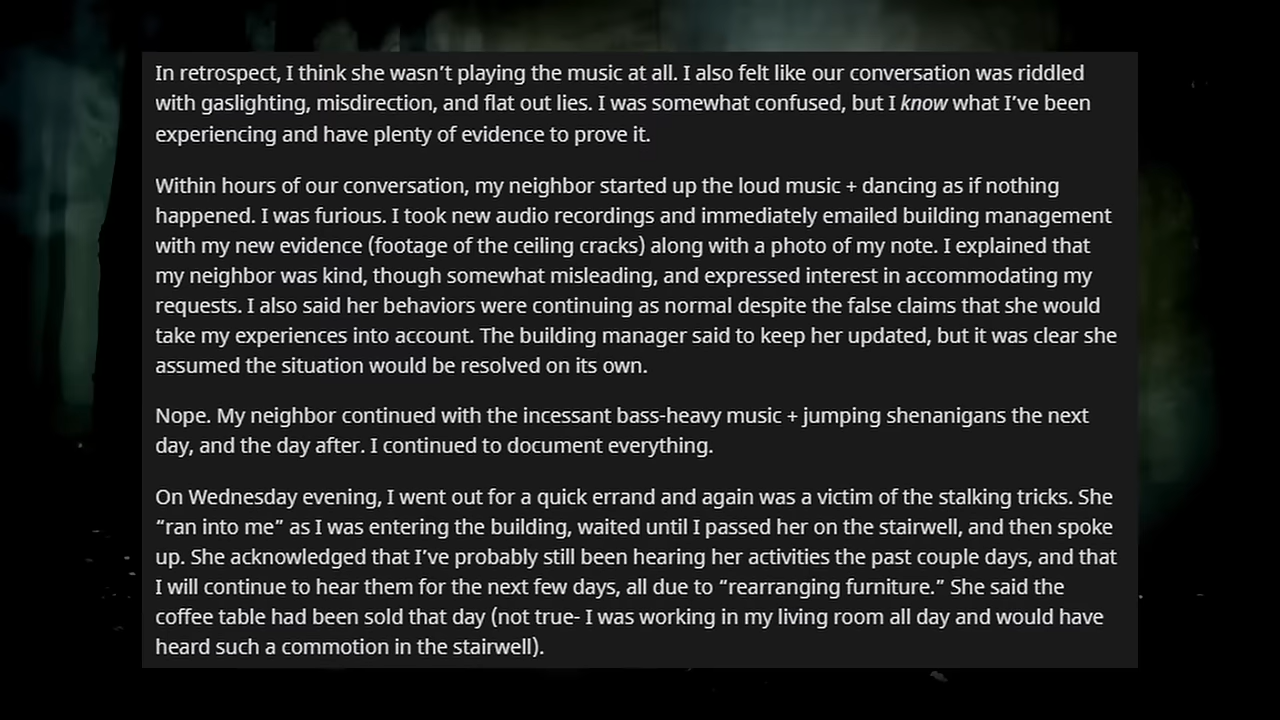 In retrospect, I think she wasn’t playing the music at all. I also felt like our conversation was riddled
with gaslighting, misdirection, and flat out lies. I was somewhat confused, but I know what I’ve been
experiencing and have plenty of evidence to prove it.
Within hours of our conversation, my neighbor started up the loud music + dancing as if nothing
happened. I was furious. I took new audio recordings and immediately emailed building management
with my new evidence (footage of the ceiling cracks) along with a photo of my note. I explained that
my neighbor was kind, though somewhat misleading, and expressed interest in accommodating my
requests. I also said her behaviors were continuing as normal despite the false claims that she would
take my experiences into account. The building manager said to keep her updated, but it was clear she
assumed the situation would be resolved on its own.
Nope. My neighbor continued with the incessant bass-heavy music + jumping shenanigans the next
day, and the day after. I continued to document everything.
On Wednesday evening, I went out for a quick errand and again was a victim of the stalking tricks. She
“ran into me” as I was entering the building, waited until I passed her on the stairwell, and then spoke
up. She acknowledged that I’ve probably still been hearing her activities the past couple days, and that
I will continue to hear them for the next few days, all due to “rearranging furniture.” She said the
coffee table had been sold that day (not true- I was working in my living room all day and would have
heard such a commotion in the stairwell).